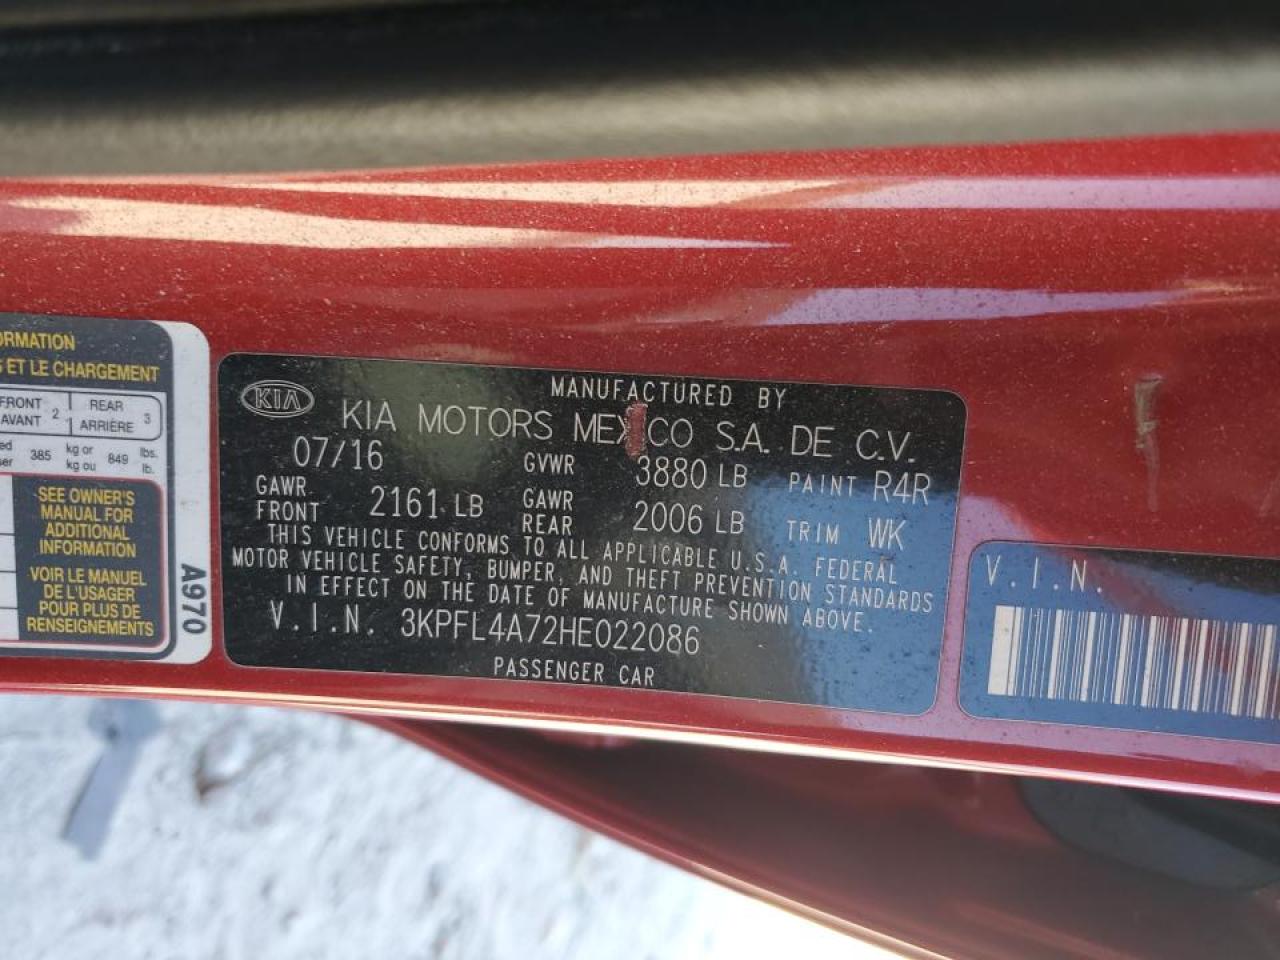 ORMATION
ET LE CHARGEMENT
FRONT 2 REAR 3
AVANT ARRIÈRE
385 kg or 849 lbs.
kg ou lb.
SEE OWNER'S
MANUAL FOR
ADDITIONAL
INFORMATION
VOIR LE MANUEL
DE L'USAGER
POUR PLUS DE
RENSEIGNEMENTS
A970
KIA
MANUFACTURED BY
KIA MOTORS MEXICO S.A. DE C.V.
07/16 GVWR 3880 LB PAINT R4R
GAWR FRONT 2161 LB GAWR REAR 2006 LB TRIM WK
THIS VEHICLE CONFORMS TO ALL APPLICABLE U.S.A. FEDERAL
MOTOR VEHICLE SAFETY, BUMPER, AND THEFT PREVENTION STANDARDS
IN EFFECT ON THE DATE OF MANUFACTURE SHOWN ABOVE.
V.I.N. 3KPFL4A72HE022086
PASSENGER CAR
V.I.N.